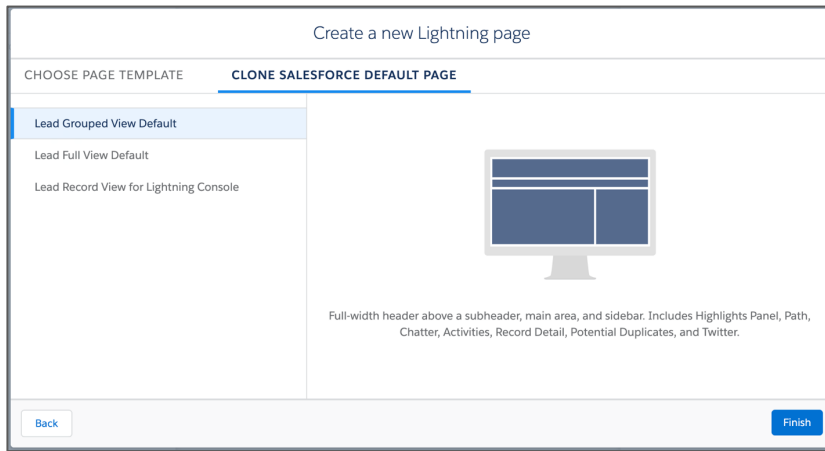 Create a new Lightning page
CHOOSE PAGE TEMPLATE
CLONE SALESFORCE DEFAULT PAGE
Lead Grouped View Default
Lead Full View Default
Lead Record View for Lightning Console
Full-width header above a subheader, main area, and sidebar. Includes Highlights Panel, Path,
Chatter, Activities, Record Detail, Potential Duplicates, and Twitter.
Back
Finish